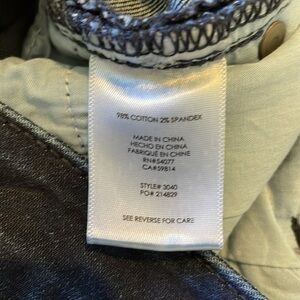 98% COTTON 2% SPANDEX
MADE IN CHINA
HECHO EN CHINA
FABRIQUÉ EN CHINE
RN#54077
CA#59814
STYLE# 3040
PO# 214829
SEE REVERSE FOR CARE